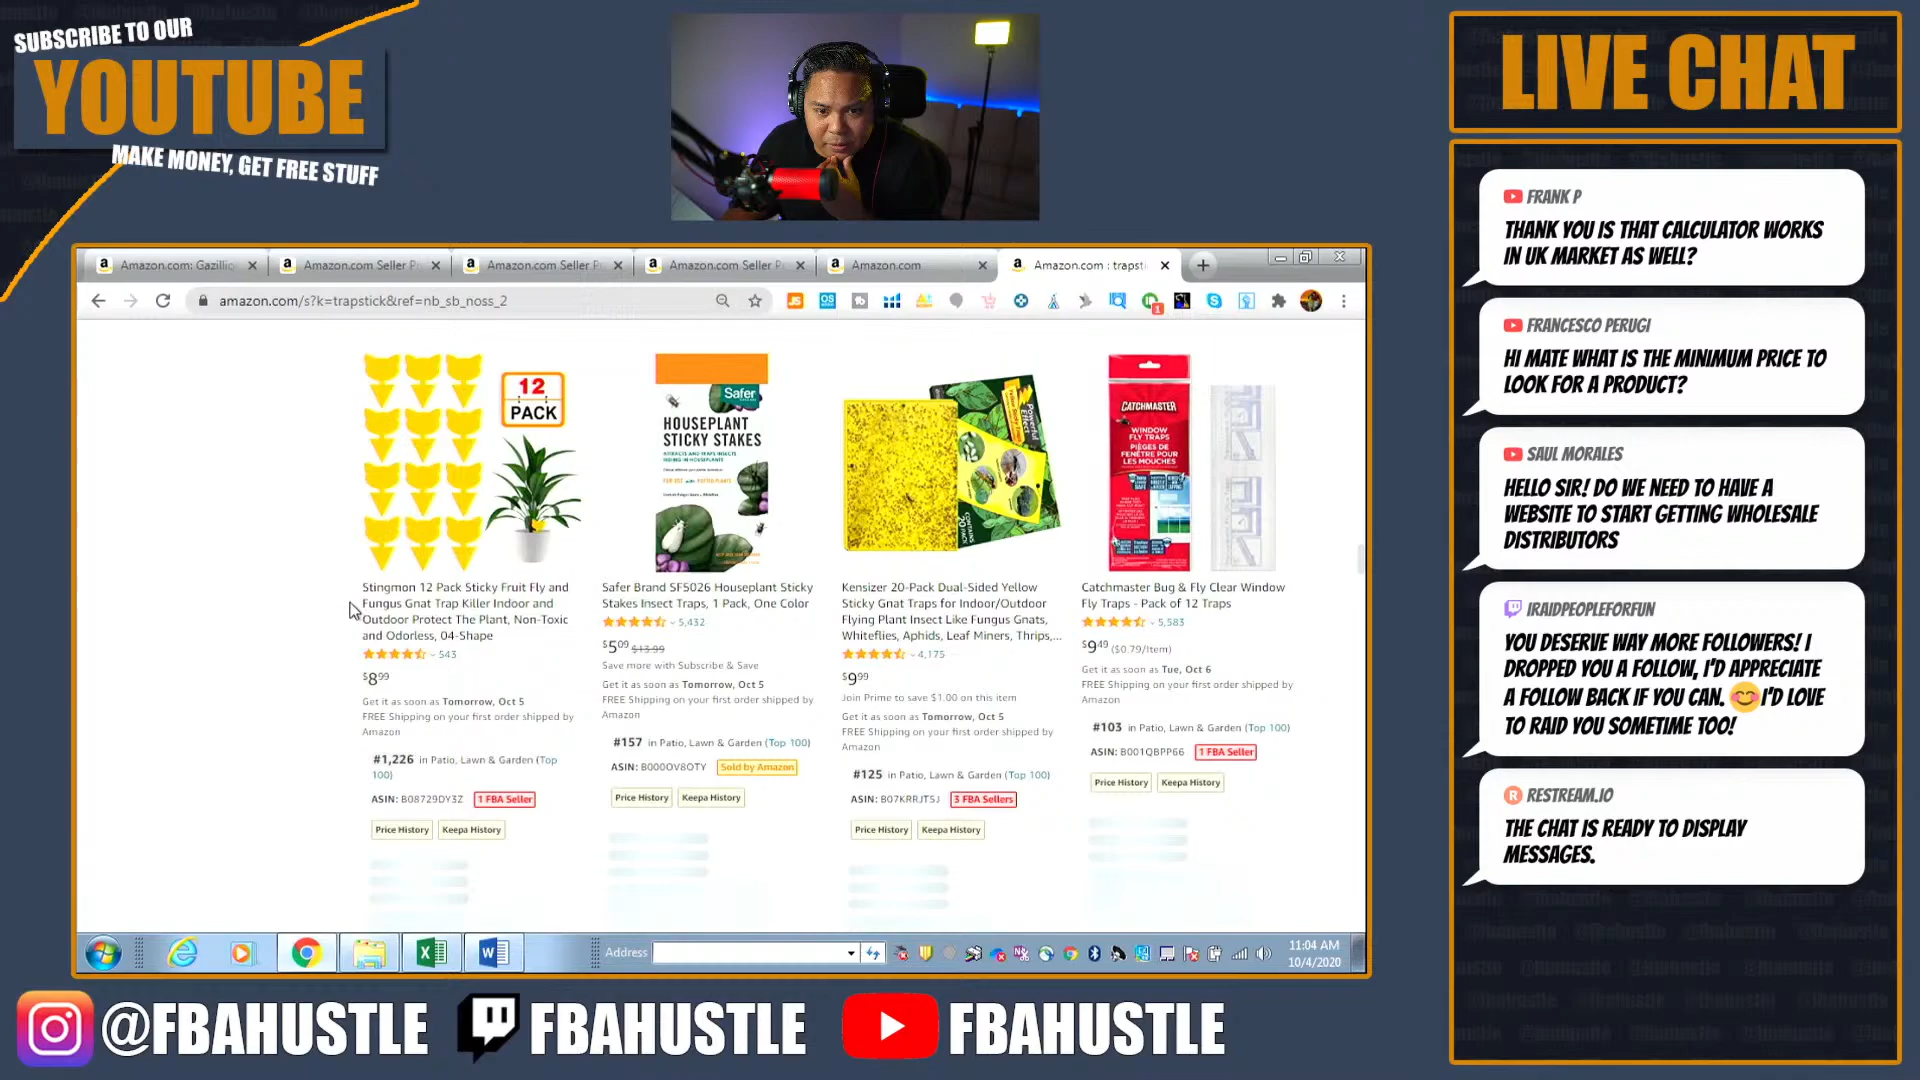 SUBSCRIBE TO OUR
YOUTUBE
MAKE MONEY, GET FREE STUFF
LIVE CHAT
FRANK P
THANK YOU IS THAT CALCULATOR WORKS
IN UK MARKET AS WELL?
FRANCESCO PERUGI
HI MATE WHAT IS THE MINIMUM PRICE TO
LOOK FOR A PRODUCT?
SAUL MORALES
HELLO SIR! DO WE NEED TO HAVE A
WEBSITE TO START GETTING WHOLESALE
DISTRIBUTORS
IRAIDPEOPLEFORFUN
YOU DESERVE WAY MORE FOLLOWERS! I
DROPPED YOU A FOLLOW, I'D APPRECIATE
A FOLLOW BACK IF YOU CAN. 😊 I'D LOVE
TO RAID YOU SOMETIME TOO!
RESTREAM.IO
THE CHAT IS READY TO DISPLAY
MESSAGES.
Amazon.com: Gazillio
Amazon.com Seller Pr
Amazon.com Seller Pr
Amazon.com Seller Pr
Amazon.com
Amazon.com : trapsti
amazon.com/s?k=trapstick&ref=nb_sb_noss_2
12
PACK
Safer
HOUSEPLANT
STICKY STAKES
CATCHMASTER
WINDOW
FLY TRAPS
PIÈGES DE
FENÊTRE POUR
LES MOUCHES
Stingmon 12 Pack Sticky Fruit Fly and
Fungus Gnat Trap Killer Indoor and
Outdoor Protect The Plant, Non-Toxic
and Odorless, 04-Shape
543
$8.99
Get it as soon as Tomorrow, Oct 5
FREE Shipping on your first order shipped by
Amazon
#1,226 in Patio, Lawn & Garden (Top
100)
ASIN: B08729DY3Z 1 FBA Seller
Price History Keepa History
Safer Brand SF5026 Houseplant Sticky
Stakes Insect Traps, 1 Pack, One Color
5,432
$5.09 $13.99
Save more with Subscribe & Save
Get it as soon as Tomorrow, Oct 5
FREE Shipping on your first order shipped by
Amazon
#157 in Patio, Lawn & Garden (Top 100)
ASIN: B000OV8OTY Sold by Amazon
Price History Keepa History
Kensizer 20-Pack Dual-Sided Yellow
Sticky Gnat Traps for Indoor/Outdoor
Flying Plant Insect Like Fungus Gnats,
Whiteflies, Aphids, Leaf Miners, Thrips,...
4,175
$9.99
Join Prime to save $1.00 on this item
Get it as soon as Tomorrow, Oct 5
FREE Shipping on your first order shipped by
Amazon
#125 in Patio, Lawn & Garden (Top 100)
ASIN: B07KRRJT5J 3 FBA Sellers
Price History Keepa History
Catchmaster Bug & Fly Clear Window
Fly Traps - Pack of 12 Traps
5,583
$9.49 ($0.79/Item)
Get it as soon as Tue, Oct 6
FREE Shipping on your first order shipped by
Amazon
#103 in Patio, Lawn & Garden (Top 100)
ASIN: B001QBPP66 1 FBA Seller
Price History Keepa History
Address
11:04 AM
10/4/2020
@FBAHUSTLE
FBAHUSTLE
FBAHUSTLE